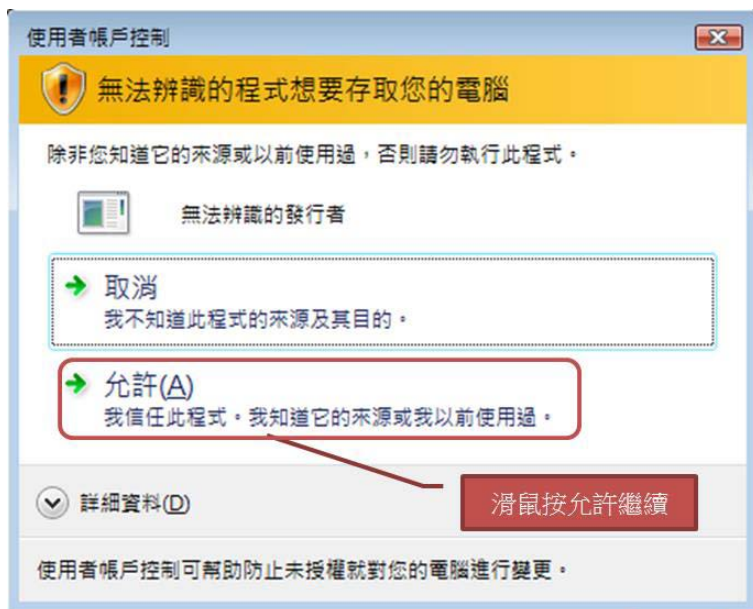 使用者帳戶控制
無法辨識的程式想要存取您的電腦
除非您知道它的來源或以前使用過,否則請勿執行此程式。
無法辨識的發行者
取消
我不知道此程式的來源及其目的。
允許(A)
我信任此程式。我知道它的來源或我以前使用過。
滑鼠按允許繼續
詳細資料(D)
使用者帳戶控制可幫助防止未授權就對您的電腦進行變更。